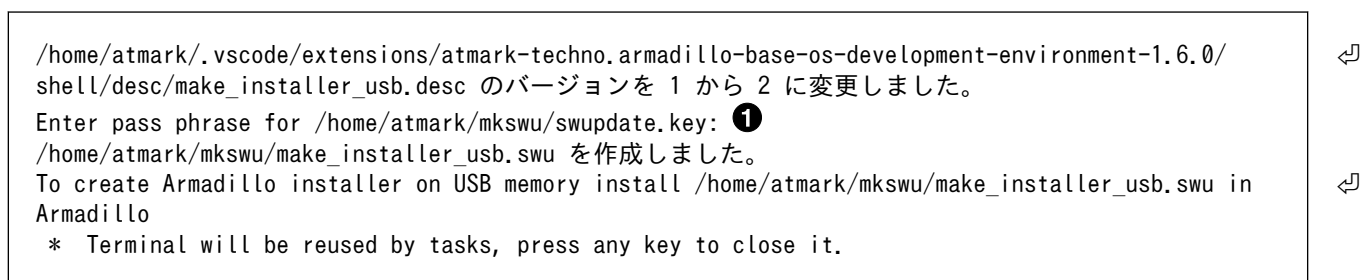 /home/atmark/.vscode/extensions/atmark-techno.armadillo-base-os-development-environment-1.6.0/ ⏎
shell/desc/make_installer_usb.desc のバージョンを 1 から 2 に変更しました。
Enter pass phrase for /home/atmark/mkswu/swupdate.key: ❶
/home/atmark/mkswu/make_installer_usb.swu を作成しました。
To create Armadillo installer on USB memory install /home/atmark/mkswu/make_installer_usb.swu in ⏎
Armadillo
 *  Terminal will be reused by tasks, press any key to close it.